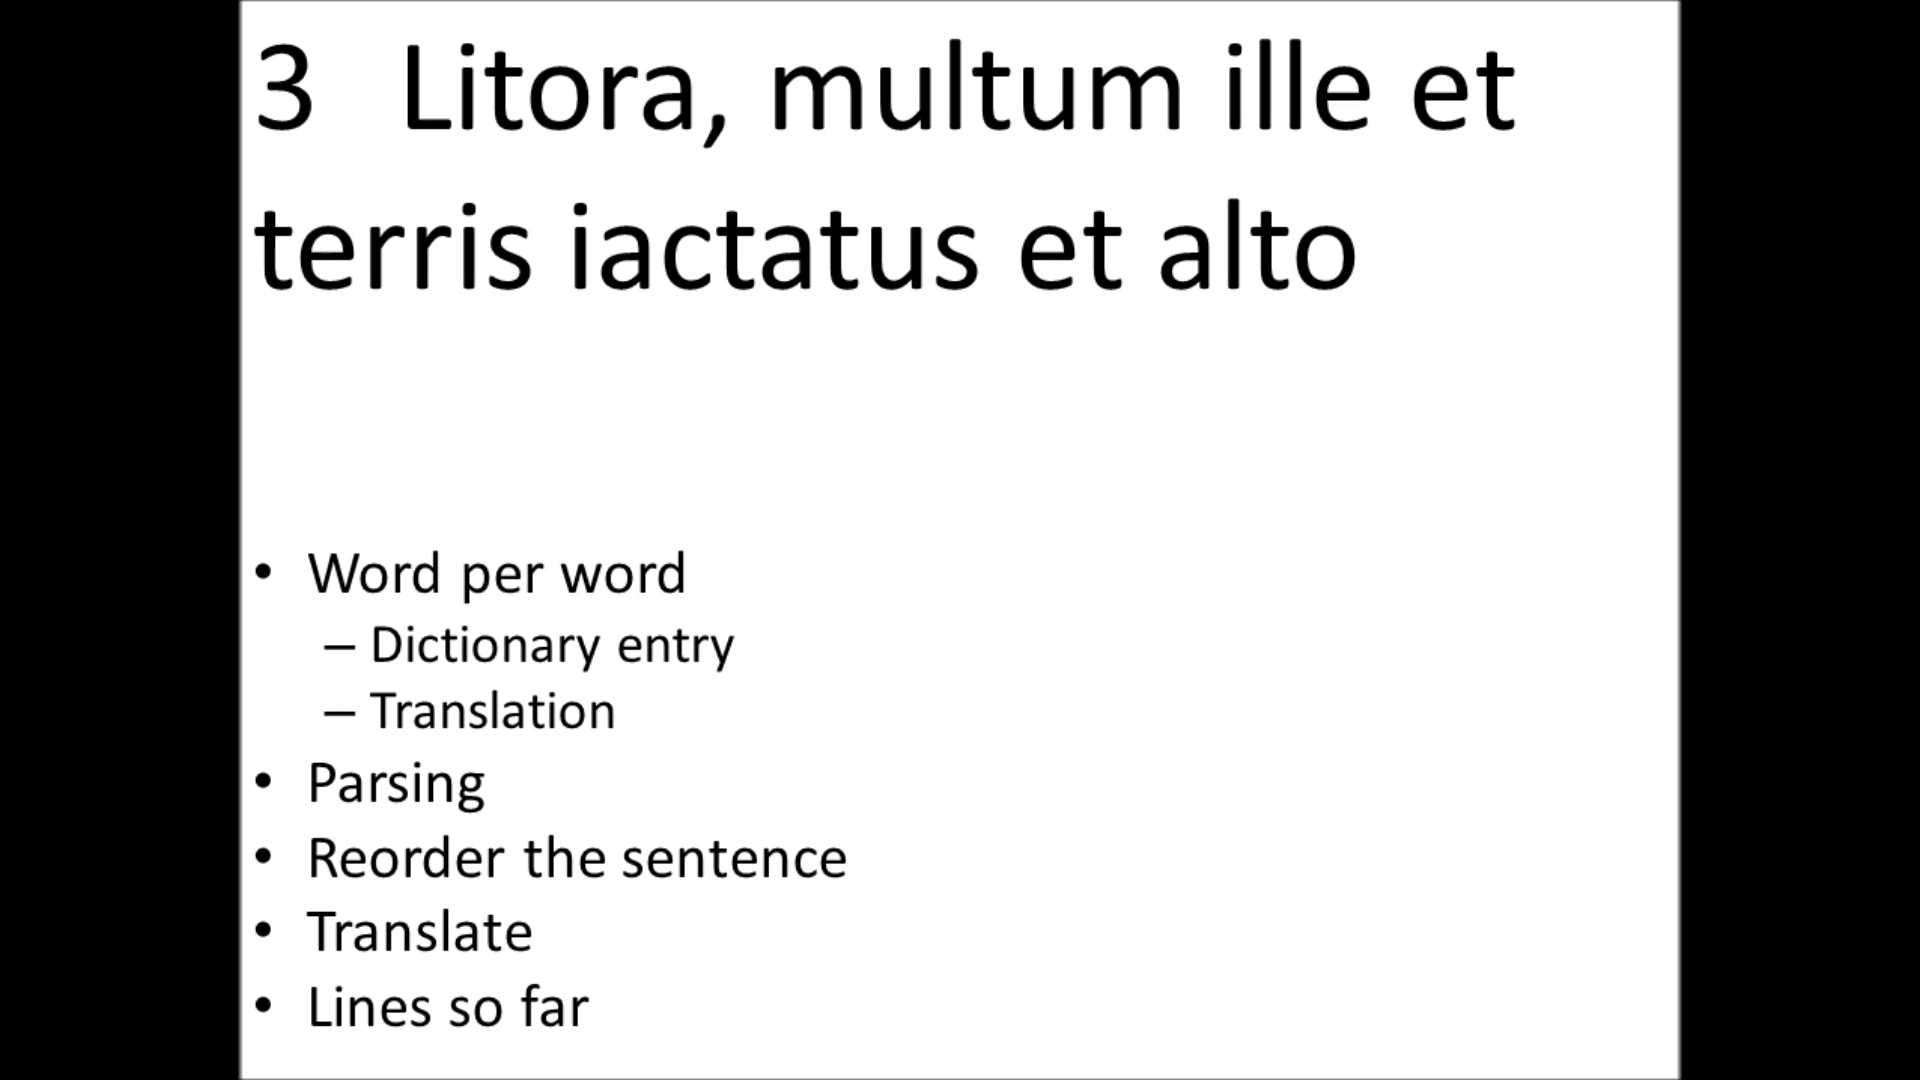 3 Litora, multum ille et
terris iactatus et alto
• Word per word
– Dictionary entry
– Translation
• Parsing
• Reorder the sentence
• Translate
• Lines so far